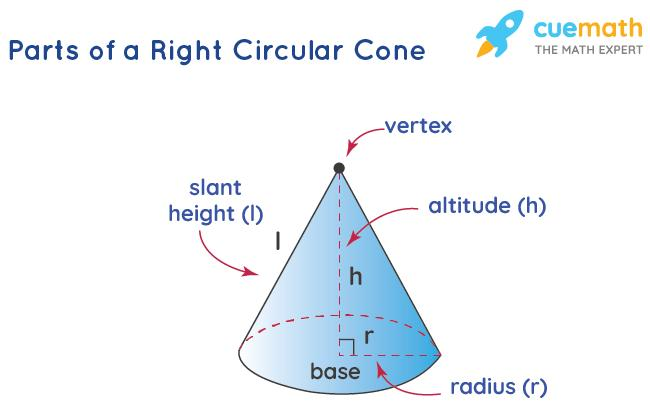 Parts of a Right Circular Cone
cuemath
THE MATH EXPERT
vertex
slant
height (l)
altitude (h)
l
h
r
base
radius (r)